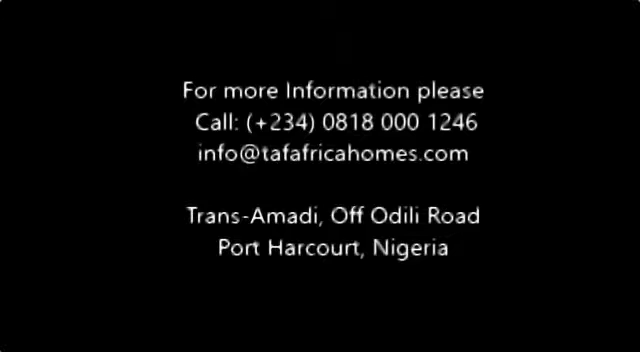 For more Information please
Call: (+234) 0818 000 1246
info@tafafricahomes.com
Trans-Amadi, Off Odili Road
Port Harcourt, Nigeria